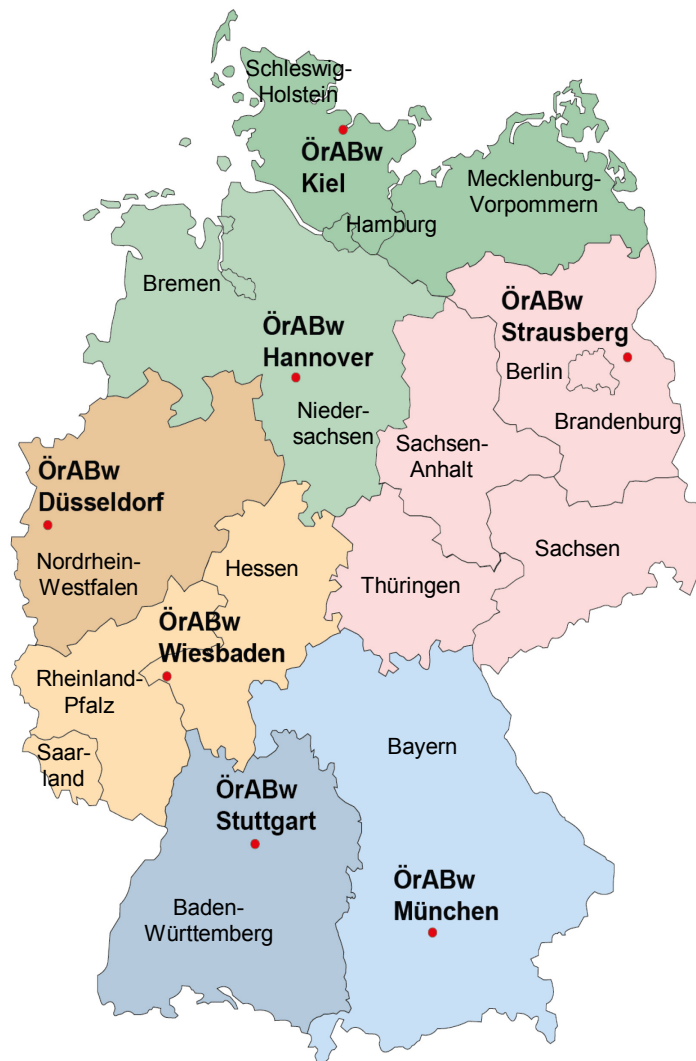 Schleswig-
Holstein
ÖrABw
Kiel
Mecklenburg-
Vorpommern
Hamburg
Bremen
ÖrABw
Hannover
Nieder-
sachsen
ÖrABw
Strausberg
Berlin
Brandenburg
Sachsen-
Anhalt
ÖrABw
Düsseldorf
Nordrhein-
Westfalen
Hessen
Thüringen
Sachsen
ÖrABw
Wiesbaden
Rheinland-
Pfalz
Saar-
land
Bayern
ÖrABw
Stuttgart
Baden-
Württemberg
ÖrABw
München